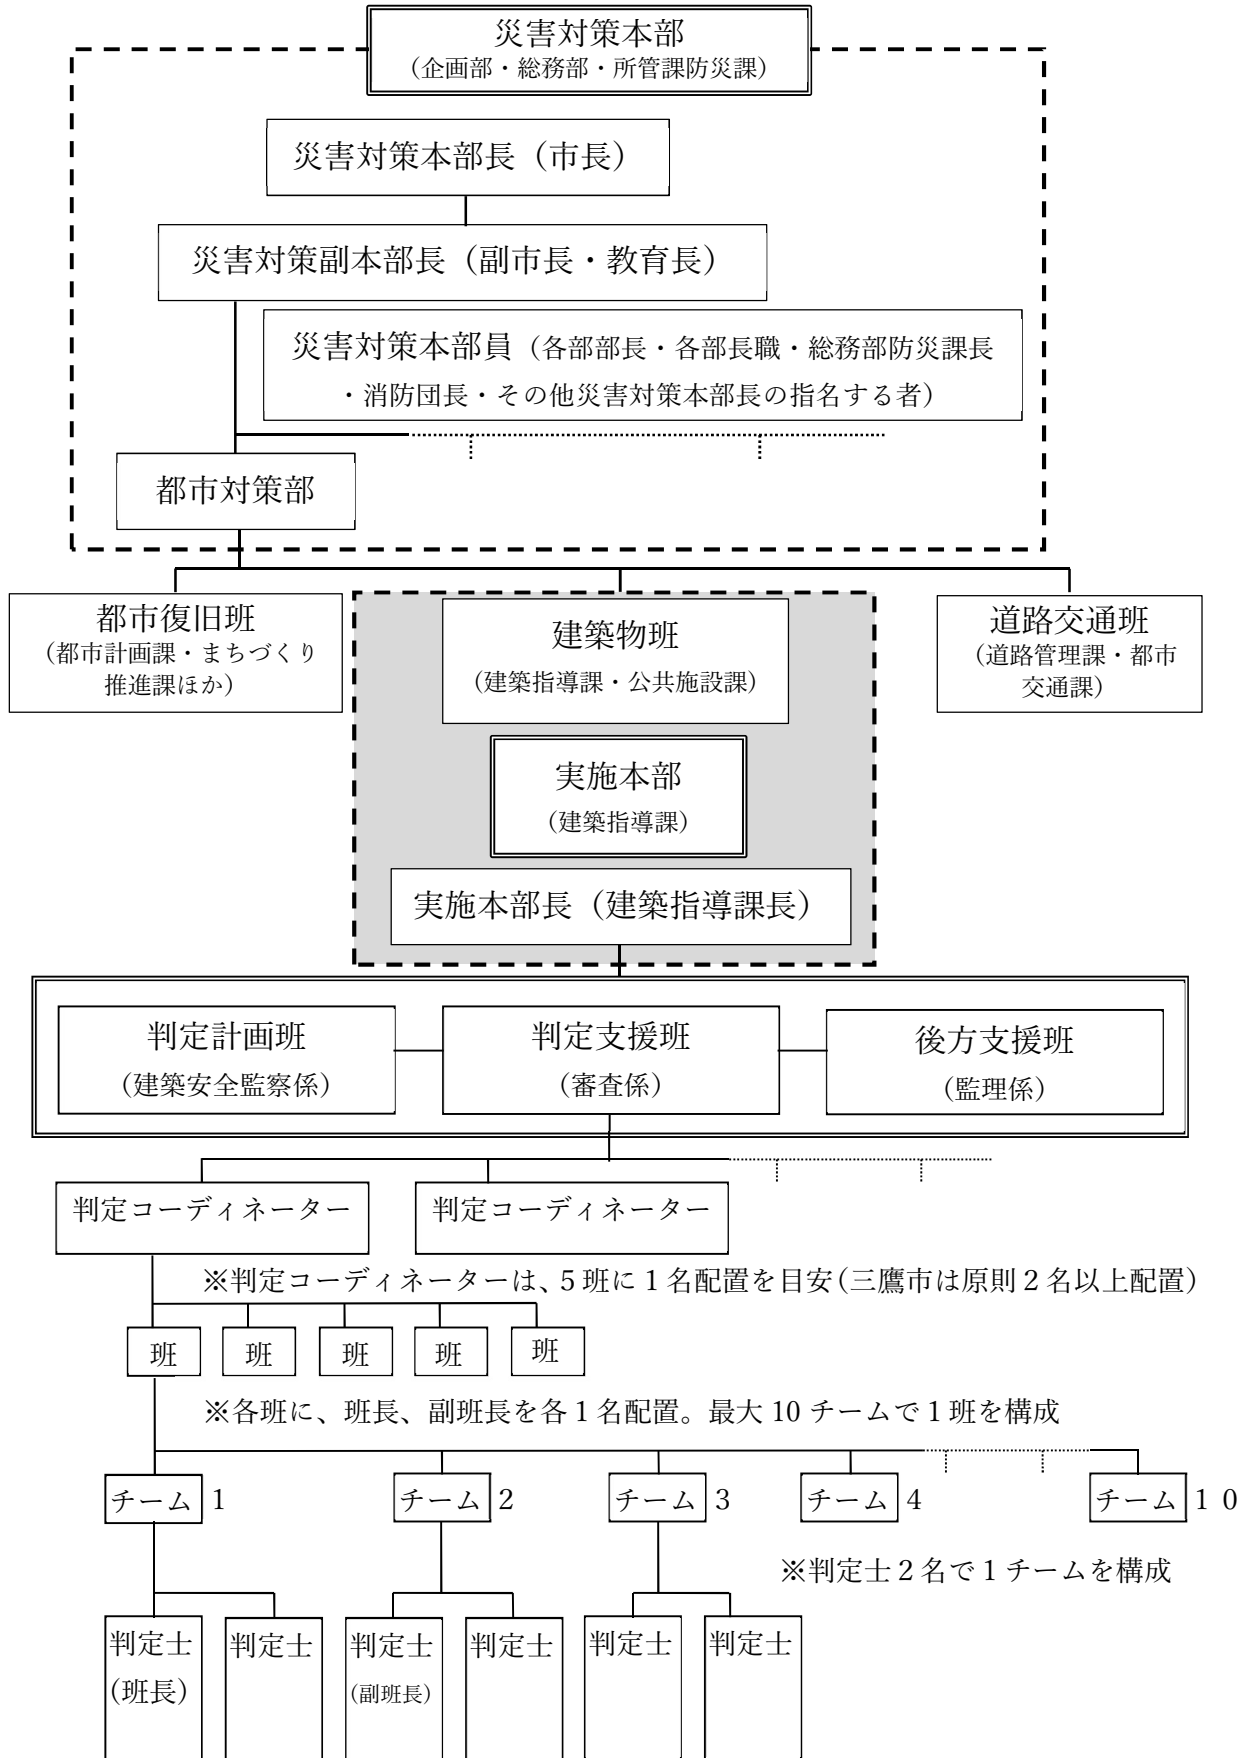 災害対策本部
（企画部・総務部・所管課防災課）
災害対策本部長（市長）
災害対策副本部長（副市長・教育長）
災害対策本部員（各部部長・各部長職・総務部防災課長
・消防団長・その他災害対策本部長の指名する者）
都市対策部
都市復旧班
（都市計画課・まちづくり
推進課ほか）
建築物班
（建築指導課・公共施設課）
道路交通班
（道路管理課・都市
交通課）
実施本部
（建築指導課）
実施本部長（建築指導課長）
判定計画班
（建築安全監察係）
判定支援班
（審査係）
後方支援班
（監理係）
判定コーディネーター
判定コーディネーター
※判定コーディネーターは、５班に１名配置を目安(三鷹市は原則２名以上配置)
班
班
班
班
班
※各班に、班長、副班長を各１名配置。最大 10 チームで１班を構成
チーム 1
チーム 2
チーム 3
チーム 4
チーム １０
※判定士２名で１チームを構成
判定士
(班長)
判定士
判定士
(副班長)
判定士
判定士
判定士